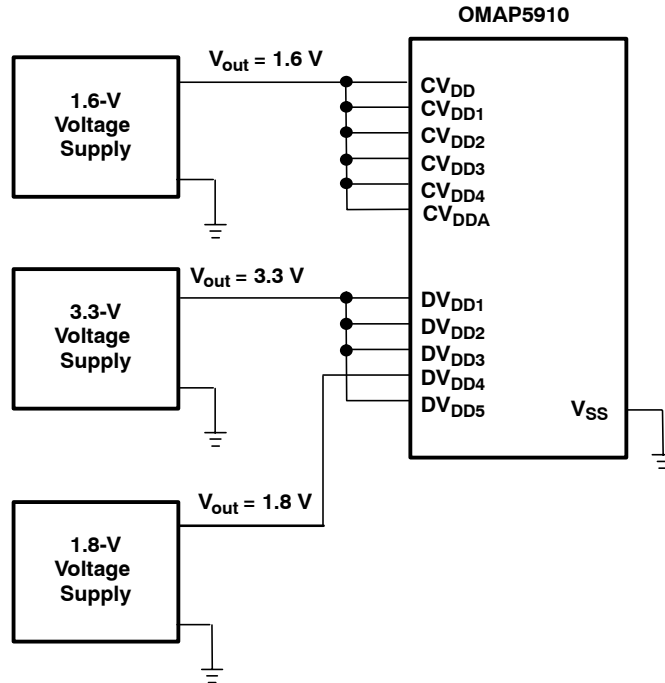 OMAP5910
V_out = 1.6 V
1.6-V
Voltage
Supply
CV_DD
CV_DD1
CV_DD2
CV_DD3
CV_DD4
CV_DDA
V_out = 3.3 V
3.3-V
Voltage
Supply
DV_DD1
DV_DD2
DV_DD3
DV_DD4
DV_DD5
V_SS
V_out = 1.8 V
1.8-V
Voltage
Supply